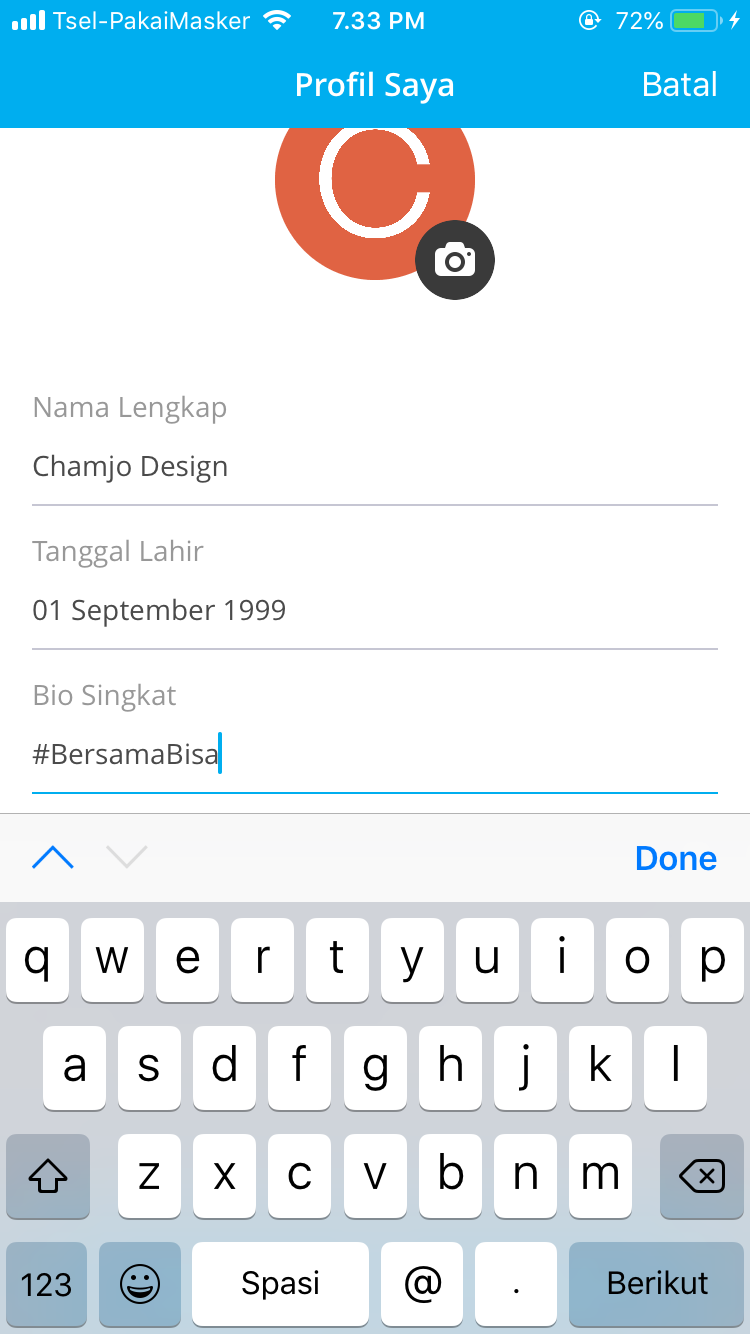 Tsel-PakaiMasker 7.33 PM 72%
Profil Saya Batal
C
Nama Lengkap
Chamjo Design
Tanggal Lahir
01 September 1999
Bio Singkat
#BersamaBisa
Done
q w e r t y u i o p
a s d f g h j k l
z x c v b n m
123 Spasi @ . Berikut